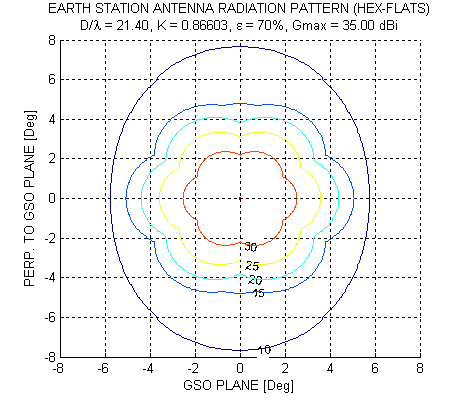 EARTH STATION ANTENNA RADIATION PATTERN (HEX-FLATS)
D/λ = 21.40, K = 0.86603, ε = 70%, Gmax = 35.00 dBi
PERP. TO GSO PLANE [Deg]
8
6
4
2
0
-2
-4
-6
-8
30
25
20
15
10
-8 -6 -4 -2 0 2 4 6 8
GSO PLANE [Deg]